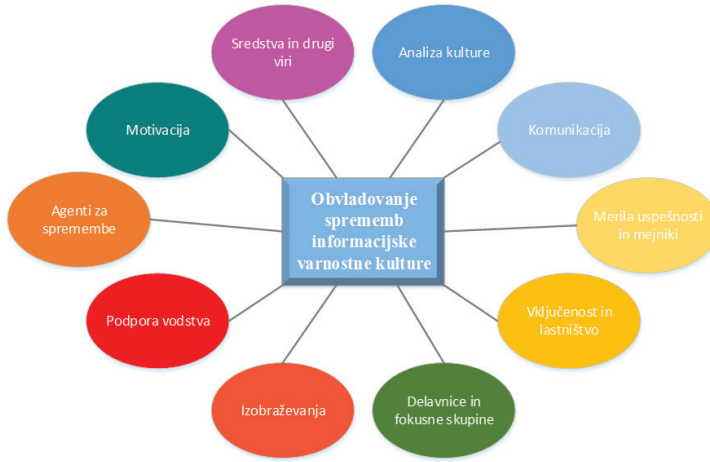 Sredstva in drugi
viri
Analiza kulture
Motivacija
Komunikacija
Obvladovanje
sprememb
informacijske
varnostne kulture
Agenti za
spremembe
Merila uspešnosti
in mejniki
Podpora vodstva
Vključenost in
lastništvo
Izobraževanja
Delavnice in
fokusne skupine